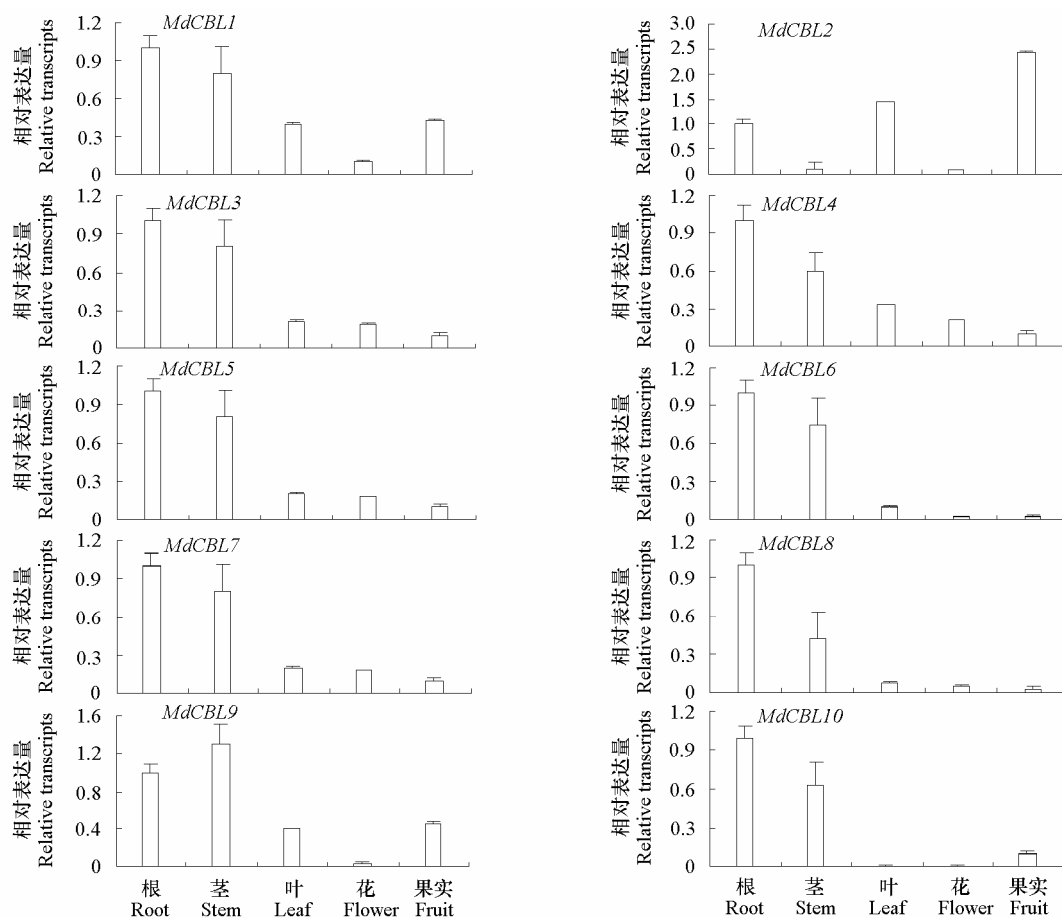 MdCBL1
相对表达量
Relative transcripts
1.2
0.9
0.6
0.3
0
MdCBL2
相对表达量
Relative transcripts
3.0
2.5
2.0
1.5
1.0
0.5
0
MdCBL3
相对表达量
Relative transcripts
1.2
0.9
0.6
0.3
0
MdCBL4
相对表达量
Relative transcripts
1.2
0.9
0.6
0.3
0
MdCBL5
相对表达量
Relative transcripts
1.2
0.9
0.6
0.3
0
MdCBL6
相对表达量
Relative transcripts
1.2
0.9
0.6
0.3
0
MdCBL7
相对表达量
Relative transcripts
1.2
0.9
0.6
0.3
0
MdCBL8
相对表达量
Relative transcripts
1.2
0.9
0.6
0.3
0
MdCBL9
相对表达量
Relative transcripts
1.6
1.2
0.8
0.4
0
MdCBL10
相对表达量
Relative transcripts
1.2
0.9
0.6
0.3
0
根 茎 叶 花 果实
Root Stem Leaf Flower Fruit
根 茎 叶 花 果实
Root Stem Leaf Flower Fruit